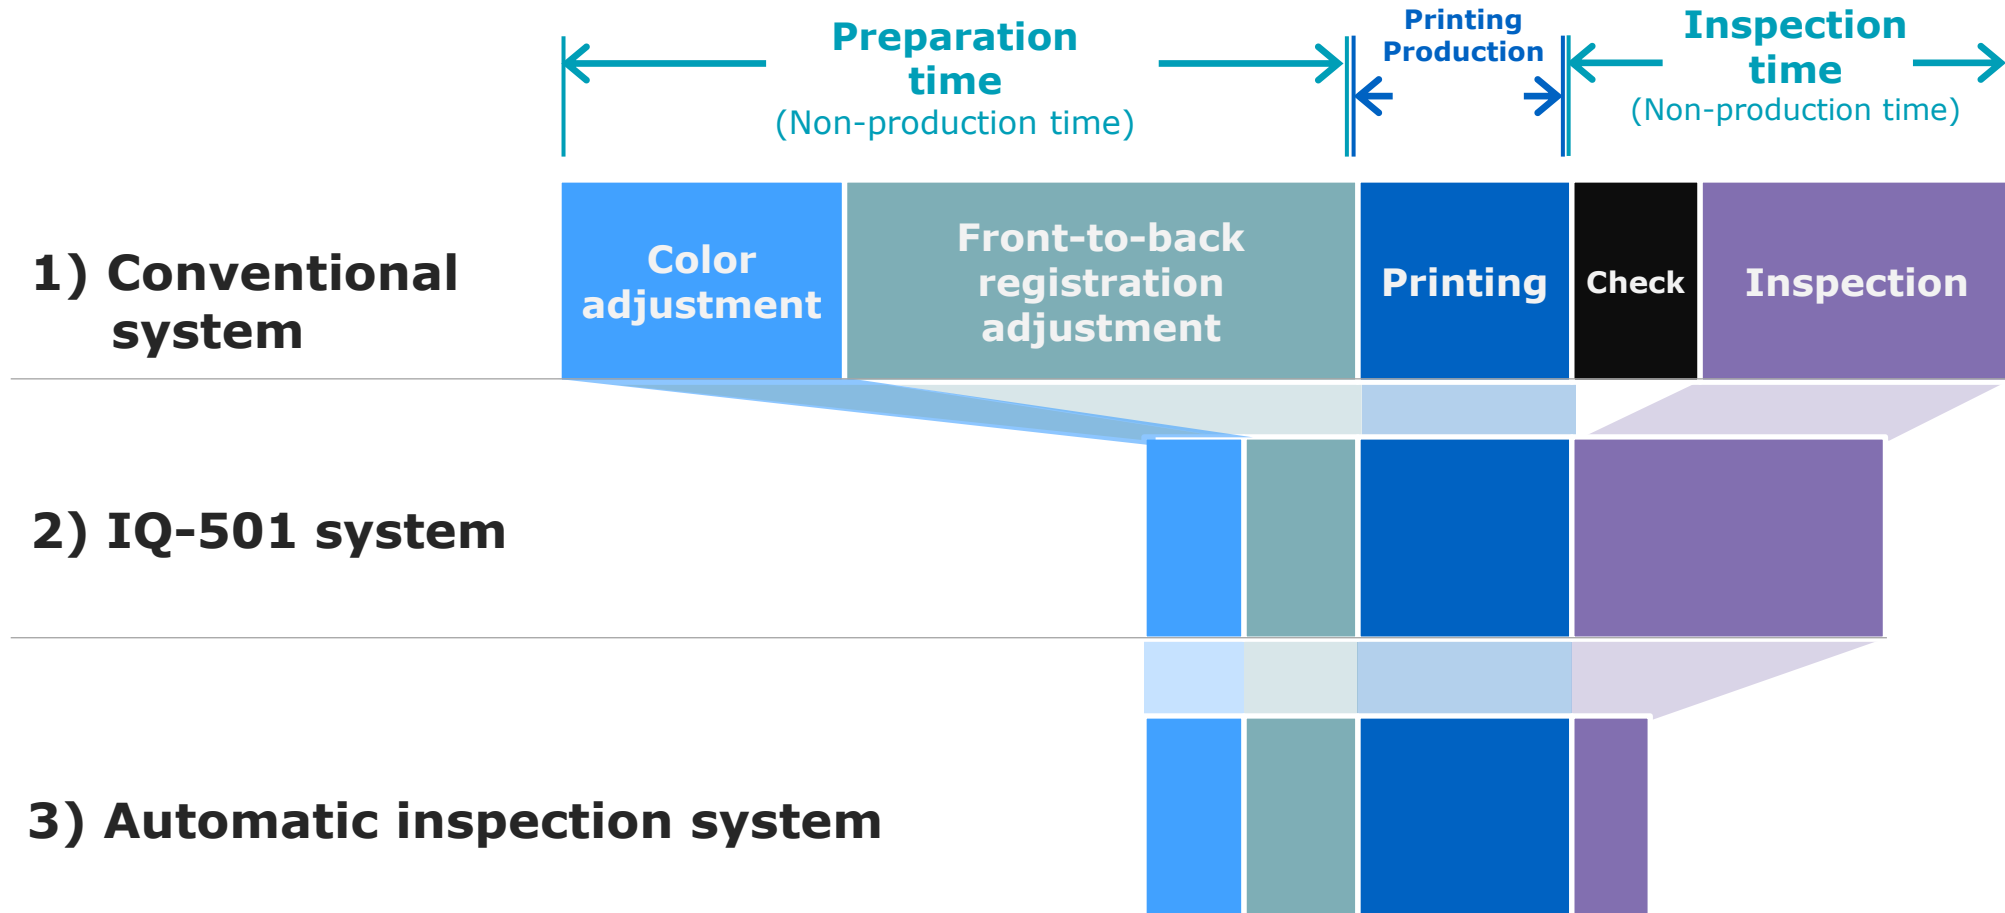 Preparation
time
(Non-production time)
Printing
Production
Inspection
time
(Non-production time)
1) Conventional
system
Color
adjustment
Front-to-back
registration
adjustment
Printing
Check
Inspection
2) IQ-501 system
3) Automatic inspection system